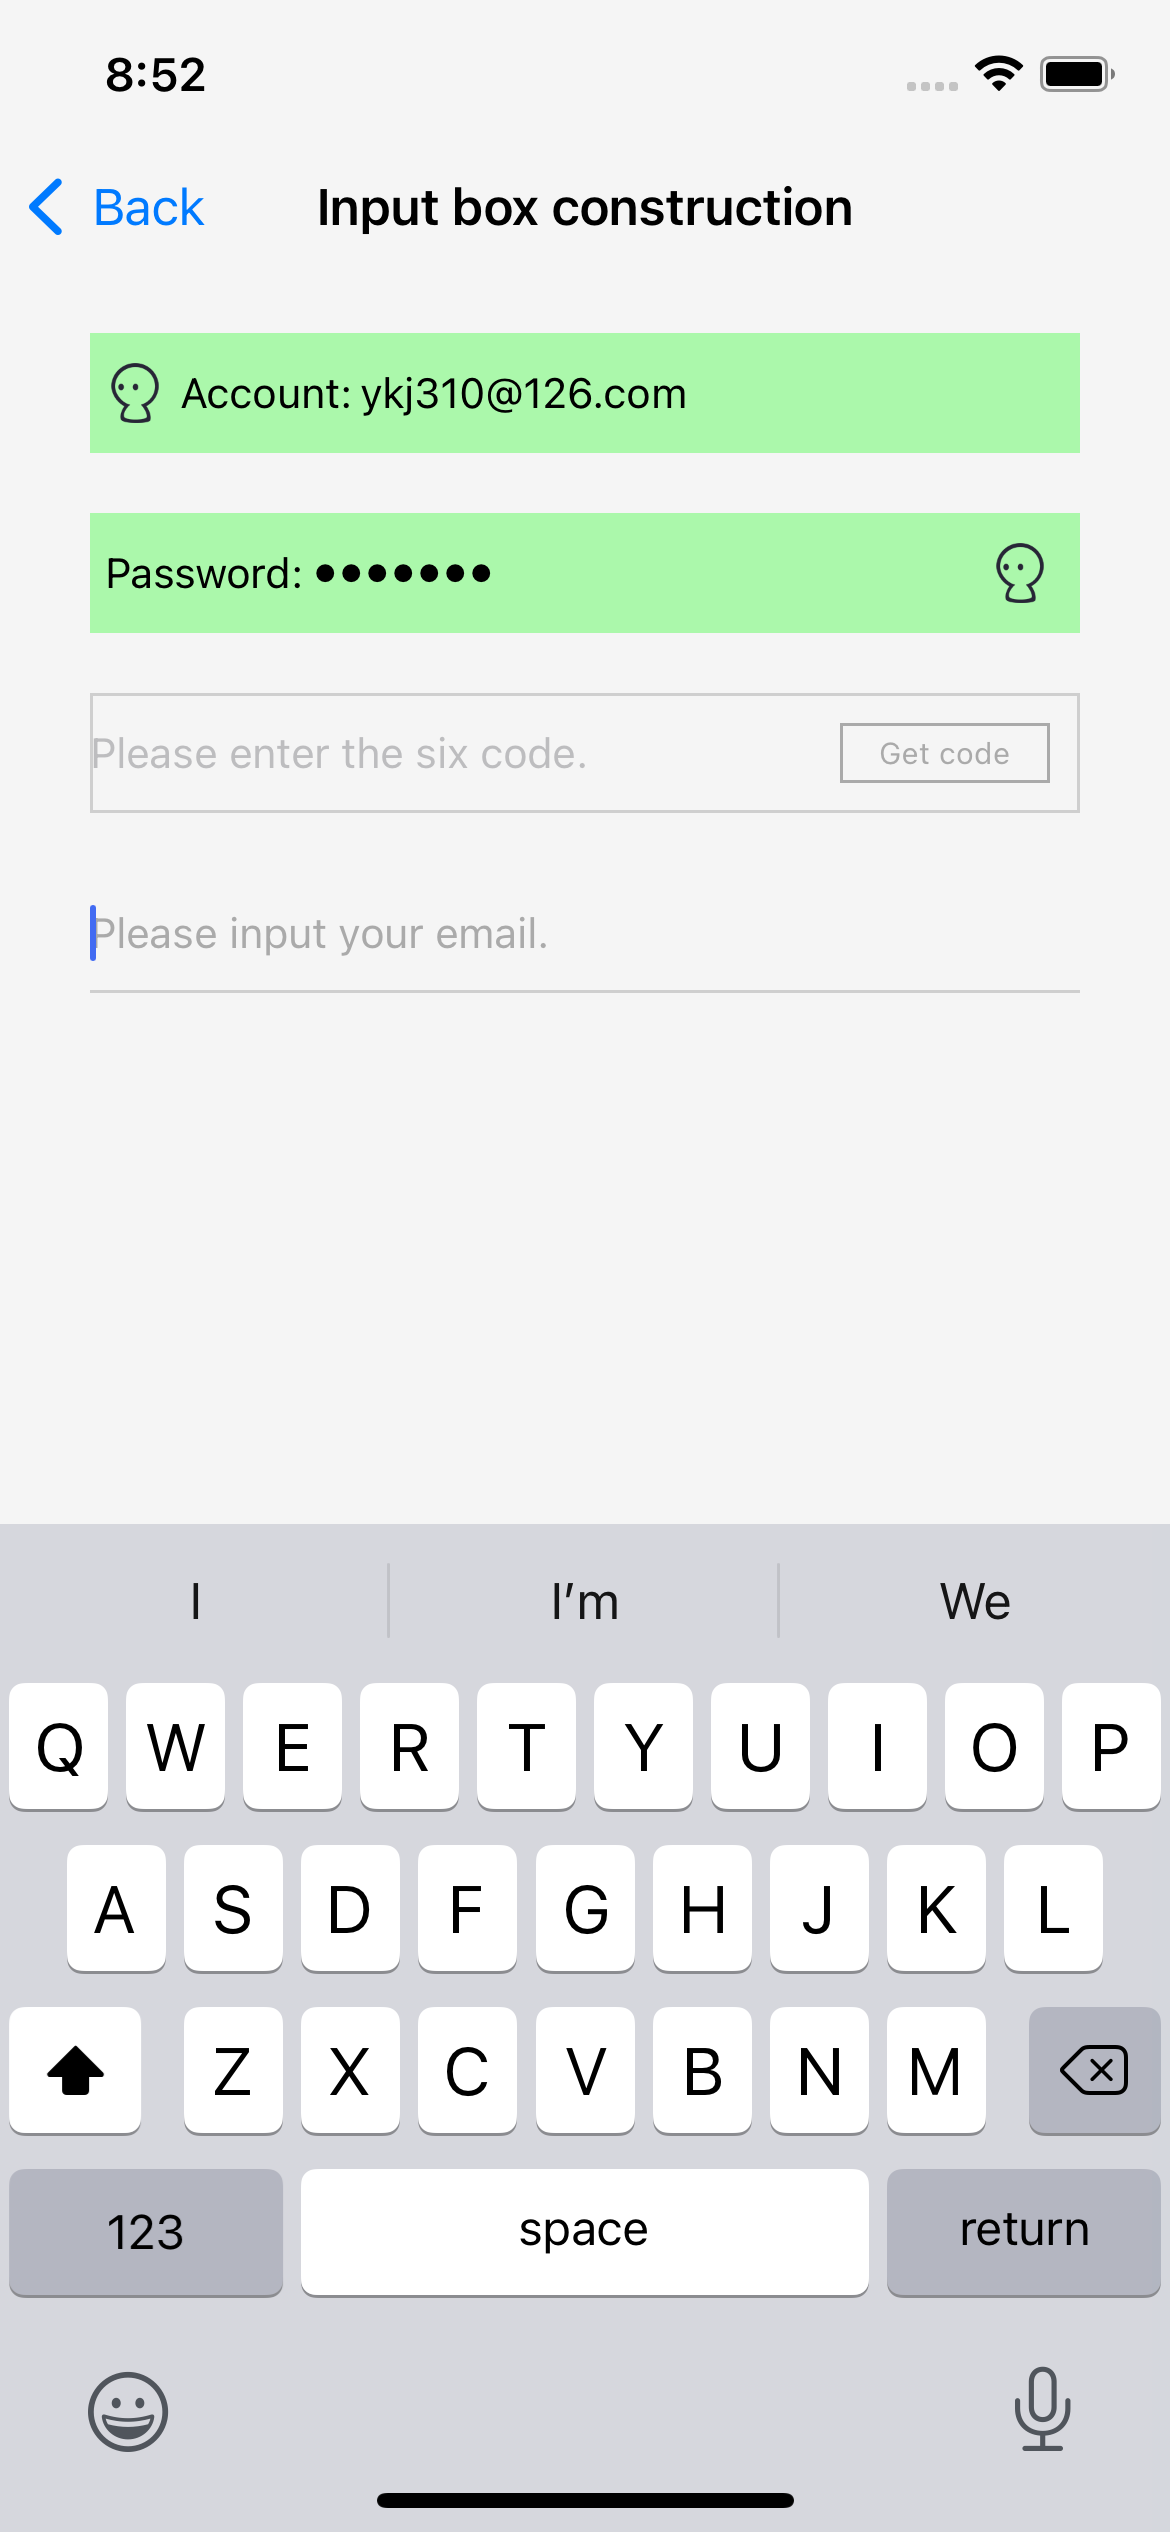 8:52
Back
Input box construction
Account: ykj310@126.com
Password: •••••••
Please enter the six code.
Get code
Please input your email.
I
I’m
We
Q W E R T Y U I O P
A S D F G H J K L
Z X C V B N M
123
space
return